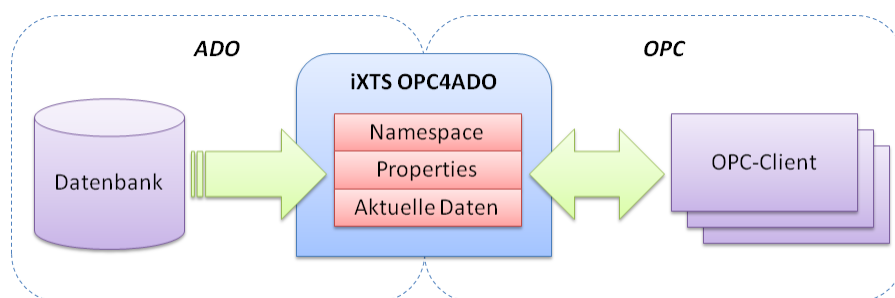 ADO
OPC
iXTS OPC4ADO
Namespace
Properties
Aktuelle Daten
Datenbank
OPC-Client